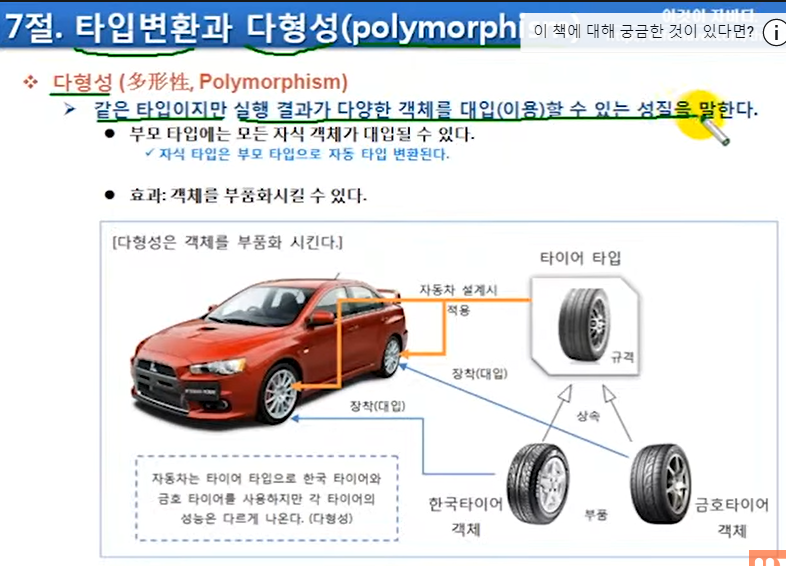 7절. 타입변환과 다형성(polymorphi
이 책에 대해 궁금한 것이 있다면?
❖ 다형성 (多形性, Polymorphism)
➢ 같은 타입이지만 실행 결과가 다양한 객체를 대입(이용)할 수 있는 성질을 말한다.
● 부모 타입에는 모든 자식 객체가 대입될 수 있다.
✓ 자식 타입은 부모 타입으로 자동 타입 변환된다.
● 효과: 객체를 부품화시킬 수 있다.
[다형성은 객체를 부품화 시킨다.]
타이어 타입
자동차 설계시
적용
규격
장착(대입)
장착(대입)
상속
자동차는 타이어 타입으로 한국 타이어와
금호 타이어를 사용하지만 각 타이어의
성능은 다르게 나온다. (다형성)
한국타이어
객체
부품
금호타이어
객체